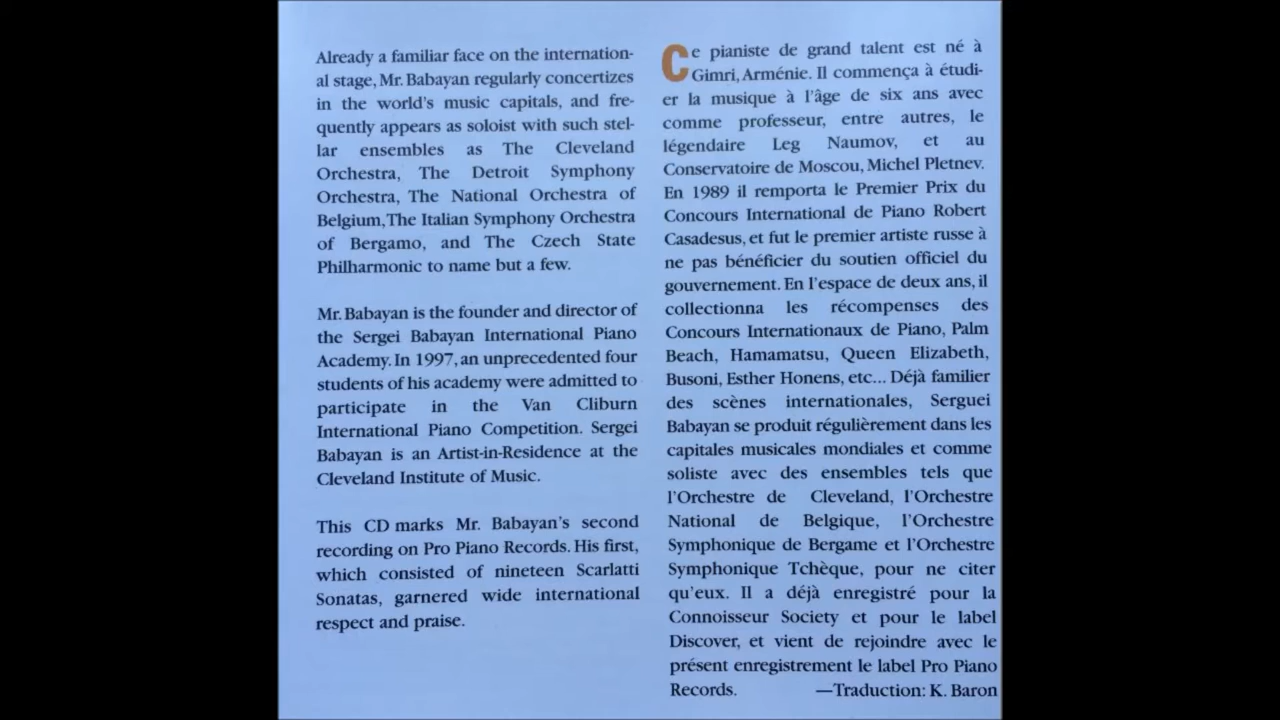 Already a familiar face on the internation-
al stage, Mr. Babayan regularly concertizes
in the world's music capitals, and fre-
quently appears as soloist with such stel-
lar ensembles as The Cleveland
Orchestra, The Detroit Symphony
Orchestra, The National Orchestra of
Belgium, The Italian Symphony Orchestra
of Bergamo, and The Czech State
Philharmonic to name but a few.
Mr. Babayan is the founder and director of
the Sergei Babayan International Piano
Academy. In 1997, an unprecedented four
students of his academy were admitted to
participate in the Van Cliburn
International Piano Competition. Sergei
Babayan is an Artist-in-Residence at the
Cleveland Institute of Music.
This CD marks Mr. Babayan's second
recording on Pro Piano Records. His first,
which consisted of nineteen Scarlatti
Sonatas, garnered wide international
respect and praise.
Ce pianiste de grand talent est né à
Gimri, Arménie. Il commença à étudi-
er la musique à l'âge de six ans avec
comme professeur, entre autres, le
légendaire Leg Naumov, et au
Conservatoire de Moscou, Michel Pletnev.
En 1989 il remporta le Premier Prix du
Concours International de Piano Robert
Casadesus, et fut le premier artiste russe à
ne pas bénéficier du soutien officiel du
gouvernement. En l'espace de deux ans, il
collectionna les récompenses des
Concours Internationaux de Piano, Palm
Beach, Hamamatsu, Queen Elizabeth,
Busoni, Esther Honens, etc... Déjà familier
des scènes internationales, Serguei
Babayan se produit régulièrement dans les
capitales musicales mondiales et comme
soliste avec des ensembles tels que
l'Orchestre de Cleveland, l'Orchestre
National de Belgique, l'Orchestre
Symphonique de Bergame et l'Orchestre
Symphonique Tchèque, pour ne citer
qu'eux. Il a déjà enregistré pour la
Connoisseur Society et pour le label
Discover, et vient de rejoindre avec le
présent enregistrement le label Pro Piano
Records. —Traduction: K. Baron